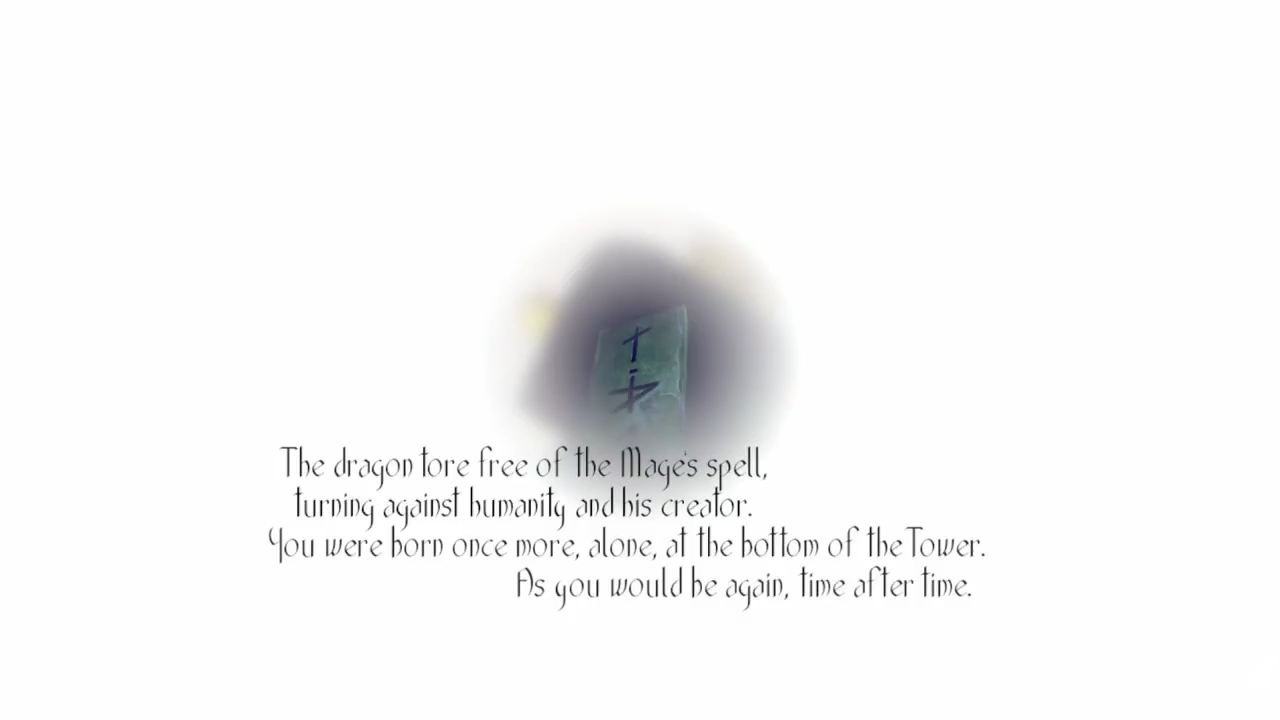 The dragon tore free of the Mage's spell,
turning against humanity and his creator.
You were born once more, alone, at the bottom of the Tower.
As you would be again, time after time.